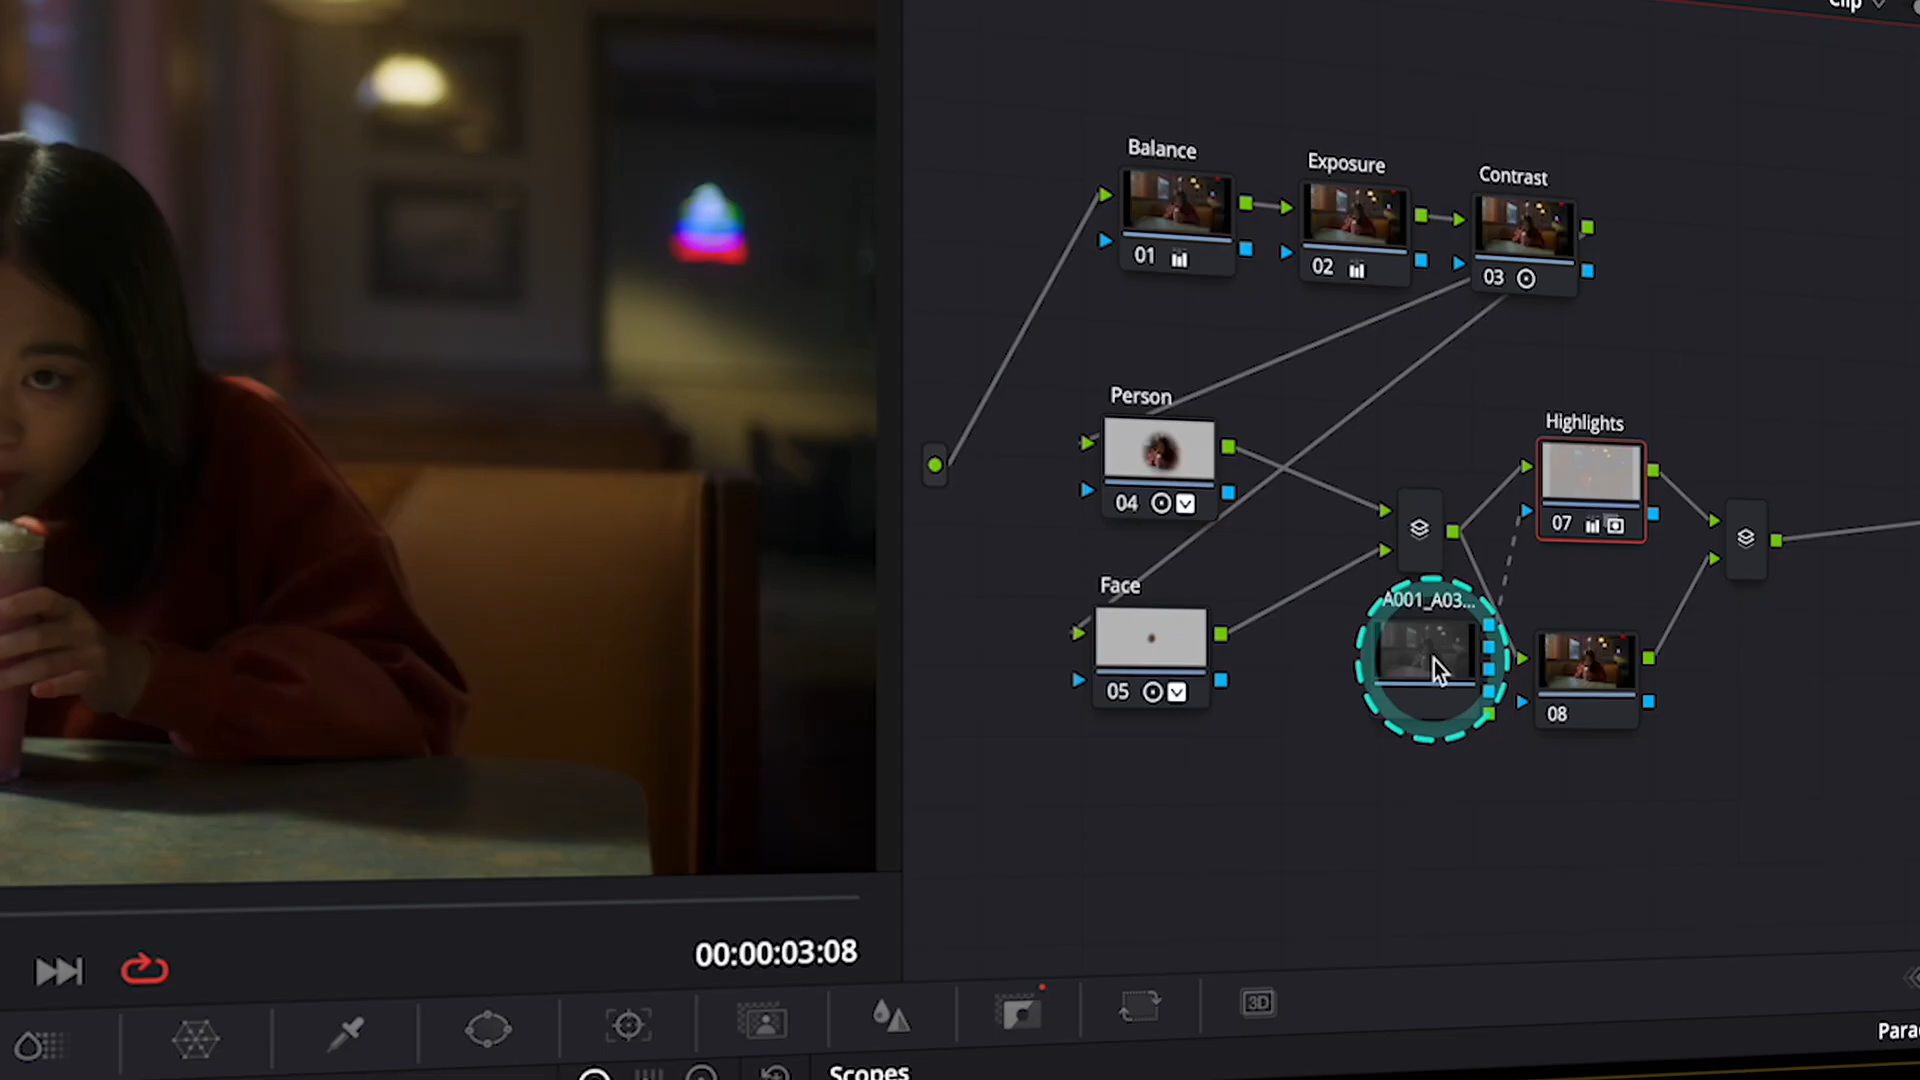 Clip
Balance
Exposure
Contrast
01
02
03
Person
Highlights
04
07
Face
A001_A03...
05
08
00:00:03:08
3D
Scopes